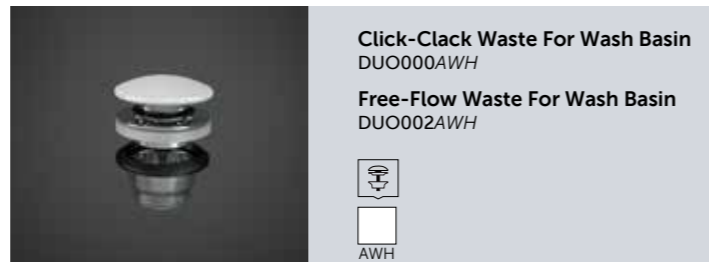 Click-Clack Waste For Wash Basin
DUO000AWH
Free-Flow Waste For Wash Basin
DUO002AWH
AWH